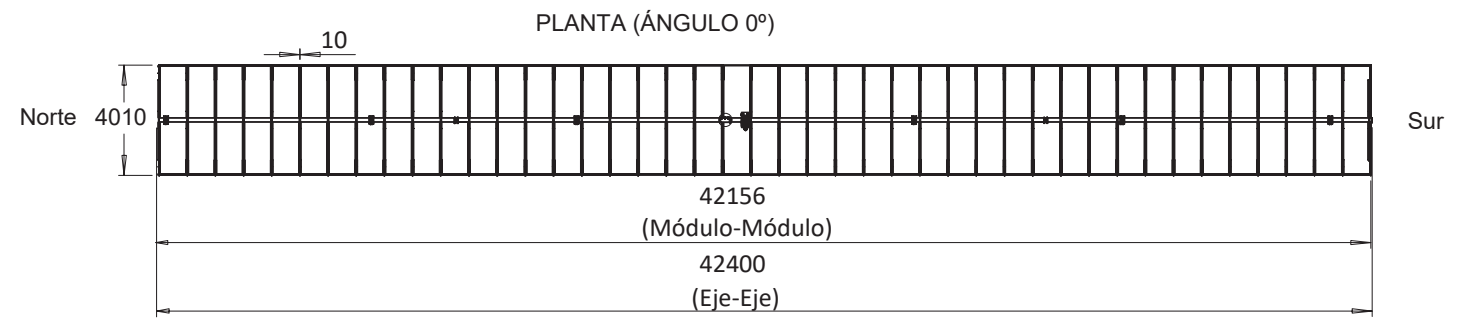 PLANTA (ÁNGULO 0º)
10
Norte 4010 Sur
42156
(Módulo-Módulo)
42400
(Eje-Eje)